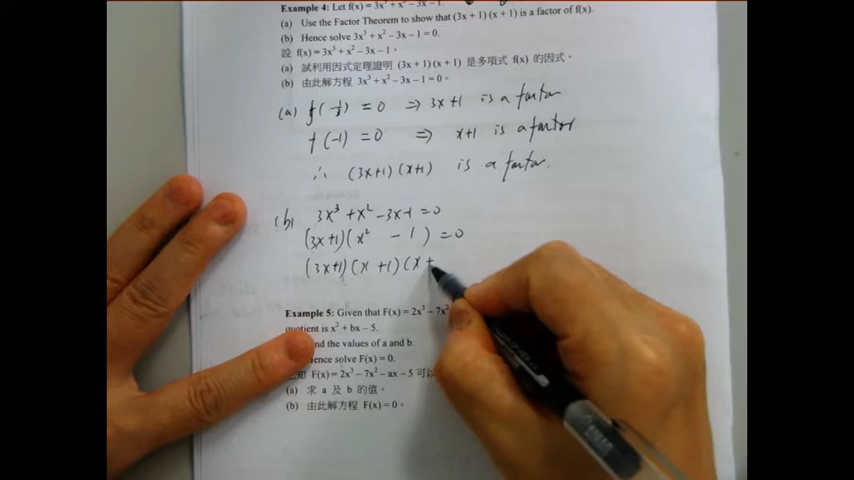 Example 4: Let f(x) = 3x³ + x² – 3x – 1.
(a) Use the Factor Theorem to show that (3x + 1)(x + 1) is a factor of f(x).
(b) Hence solve 3x³ + x² – 3x – 1 = 0.
設 f(x) = 3x³ + x² – 3x – 1。
(a) 試利用因式定理證明 (3x + 1)(x + 1) 是多項式 f(x) 的因式。
(b) 由此解方程 3x³ + x² – 3x – 1 = 0。
(a) f(-1/3) = 0 ⇒ 3x+1 is a factor
f(-1) = 0 ⇒ x+1 is a factor
∴ (3x+1)(x+1) is a factor.
(b) 3x³ + x² - 3x - 1 = 0
(3x+1)(x² - 1) = 0
(3x+1)(x+1)(x
Example 5: Given that F(x) = 2x³ – 7x²
quotient is x² + bx – 5.
nd the values of a and b.
ence solve F(x) = 0.
F(x) = 2x³ – 7x² – ax – 5 可以
(a) 求 a 及 b 的值。
(b) 由此解方程 F(x) = 0。